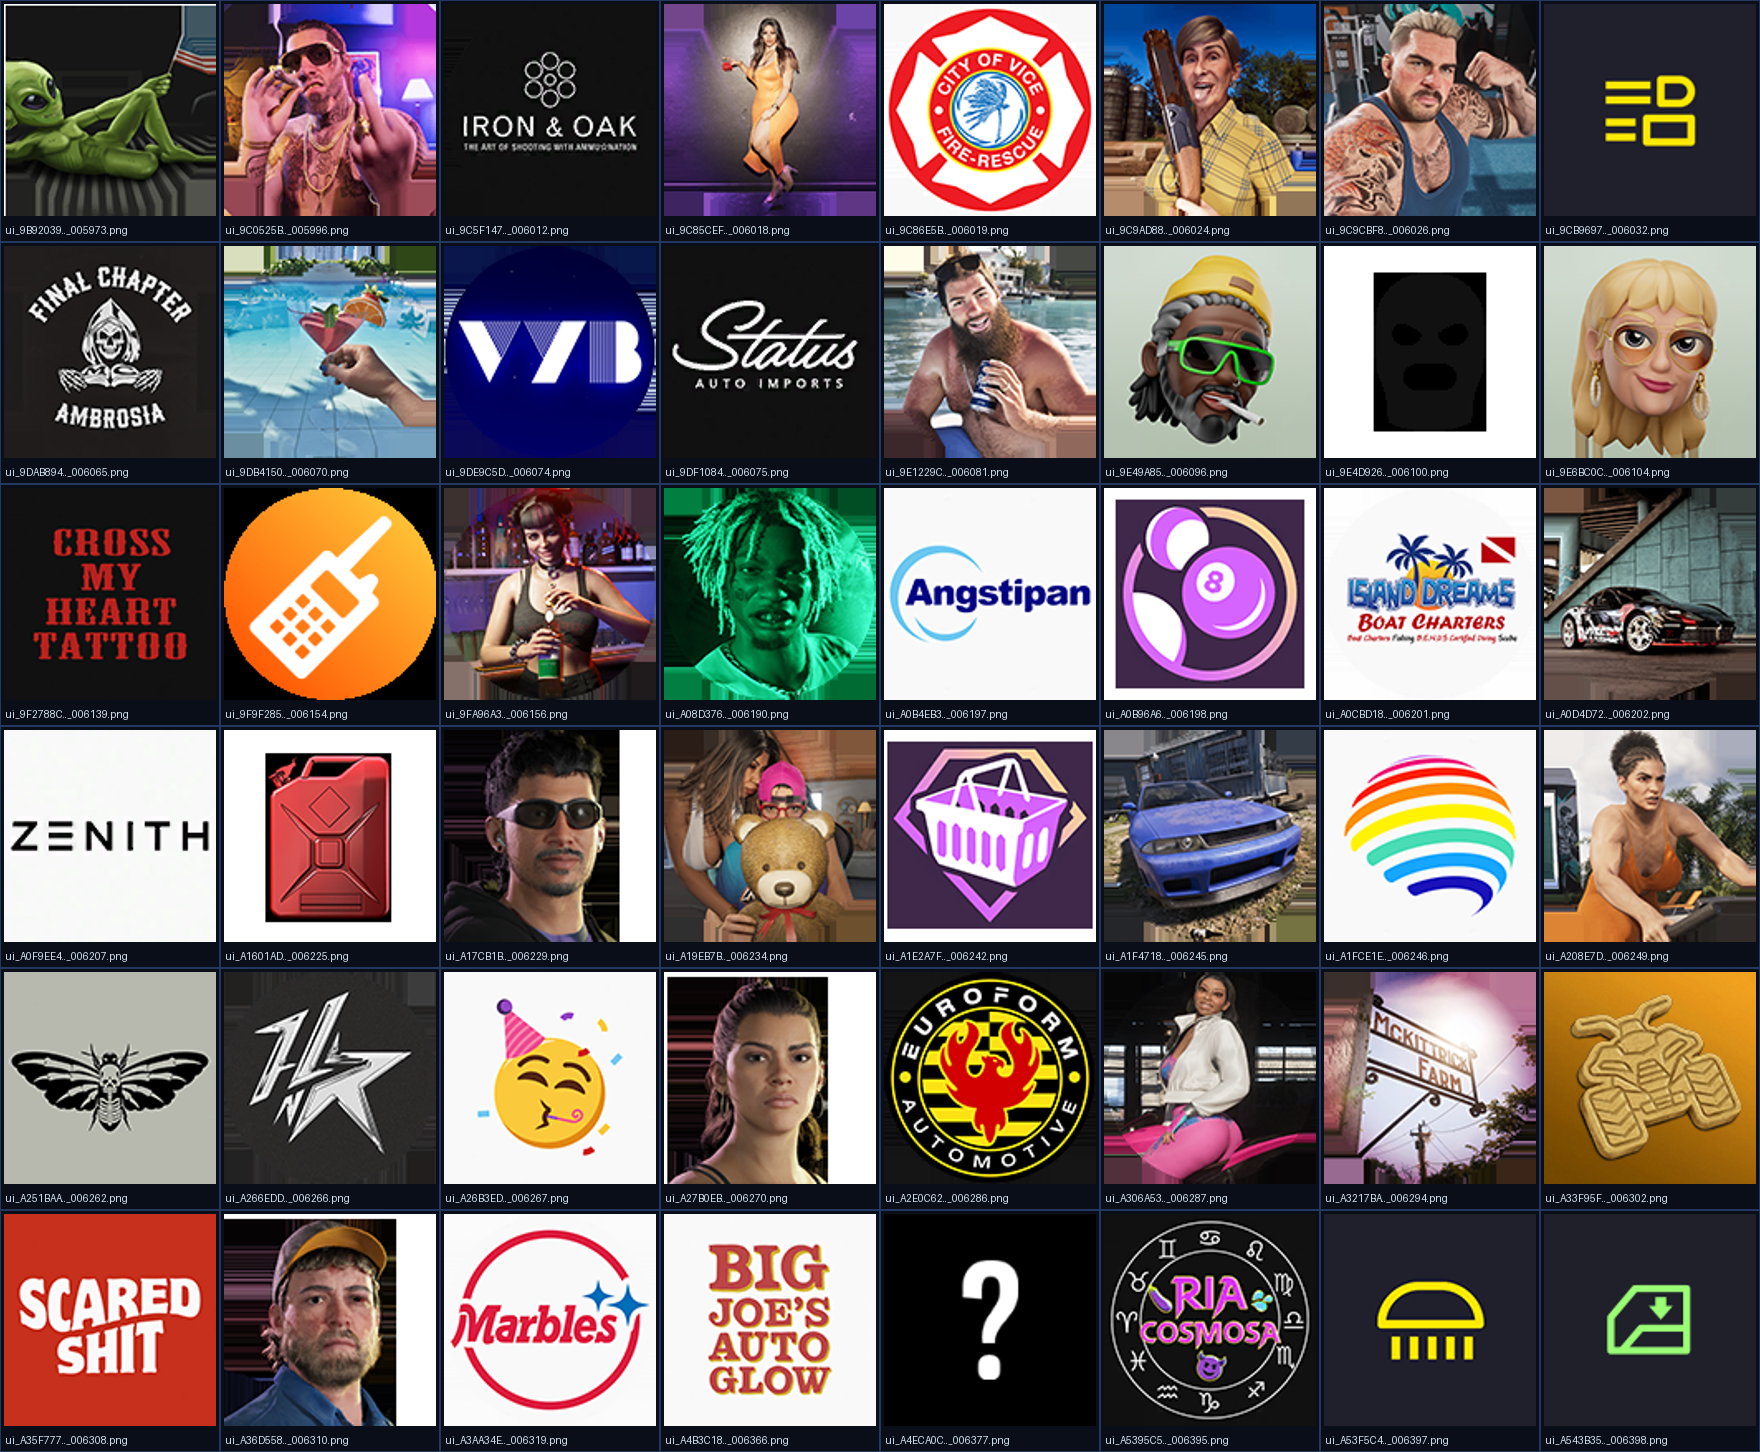 IRON & OAK
THE ART OF SHOOTING WITH AMMU☆NATION
CITY OF VICE
FIRE-RESCUE
ui_9B92039.._005973.png
ui_9C0525B.._005996.png
ui_9C5F147.._006012.png
ui_9C85CEF.._006018.png
ui_9C86E5B.._006019.png
ui_9C9AD88.._006024.png
ui_9C9CBF8.._006026.png
ui_9CB9697.._006032.png
FINAL CHAPTER
AMBROSIA
VYB
Status
AUTO IMPORTS
ui_9DAB894.._006065.png
ui_9DB4150.._006070.png
ui_9DE9C5D.._006074.png
ui_9DF1084.._006075.png
ui_9E1229C.._006081.png
ui_9E49A85.._006096.png
ui_9E4D926.._006100.png
ui_9E6BC0C.._006104.png
CROSS
MY
HEART
TATTOO
Angstipan
8
ISLAND DREAMS
BOAT CHARTERS
Boat Charters Fishing B.E.N.D.S Certified Diving Scuba
ui_9F2788C.._006139.png
ui_9F9F285.._006154.png
ui_9FA96A3.._006156.png
ui_A08D376.._006190.png
ui_A0B4EB3.._006197.png
ui_A0B96A6.._006198.png
ui_A0CBD18.._006201.png
ui_A0D4D72.._006202.png
ZENITH
ui_A0F9EE4.._006207.png
ui_A1601AD.._006225.png
ui_A17CB1B.._006229.png
ui_A19EB7B.._006234.png
ui_A1E2A7F.._006242.png
ui_A1F4718.._006245.png
ui_A1FCE1E.._006246.png
ui_A208E7D.._006249.png
EUROFORM
AUTOMOTIVE
MCKITTRICK
FARM
ui_A251BAA.._006262.png
ui_A266EDD.._006266.png
ui_A26B3ED.._006267.png
ui_A27B0EB.._006270.png
ui_A2E0C62.._006286.png
ui_A306A53.._006287.png
ui_A3217BA.._006294.png
ui_A33F95F.._006302.png
SCARED
SHIT
Marbles
BIG
JOE'S
AUTO
GLOW
?
RIA
COSMOSA
ui_A35F777.._006308.png
ui_A36D558.._006310.png
ui_A3AA34E.._006319.png
ui_A4B3C18.._006366.png
ui_A4ECA0C.._006377.png
ui_A5395C5.._006395.png
ui_A53F5C4.._006397.png
ui_A543B35.._006398.png